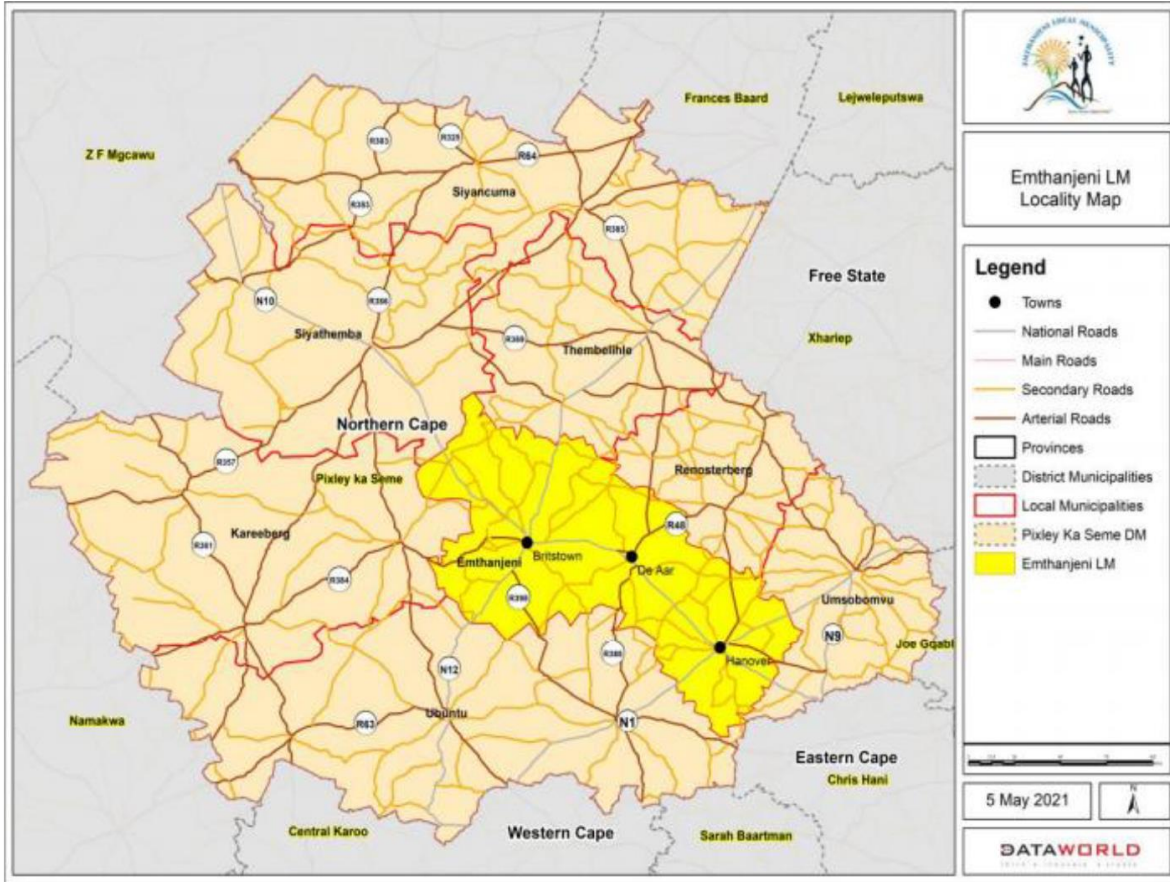 EMTHANJENI LOCAL MUNICIPALITY
Emthanjeni LM
Locality Map
Legend
Towns
National Roads
Main Roads
Secondary Roads
Arterial Roads
Provinces
District Municipalities
Local Municipalities
Pixley Ka Seme DM
Emthanjeni LM
5 May 2021
N
DATAWORLD
Frances Baard
Lejweleputswa
Z F Mgcawu
R383
R64
Siyancuma
R385
Free State
N10
Siyathemba
R369
Thembelihle
Xhariep
Northern Cape
R357
Pixley ka Seme
Renosterberg
R48
Kareeberg
R361
Emthanjeni
Britstown
De Aar
R384
R398
Umsobomvu
N9
Joe Gqabi
R388
Hanover
N12
Namakwa
R63
Ubuntu
N1
Eastern Cape
Chris Hani
Central Karoo
Western Cape
Sarah Baartman